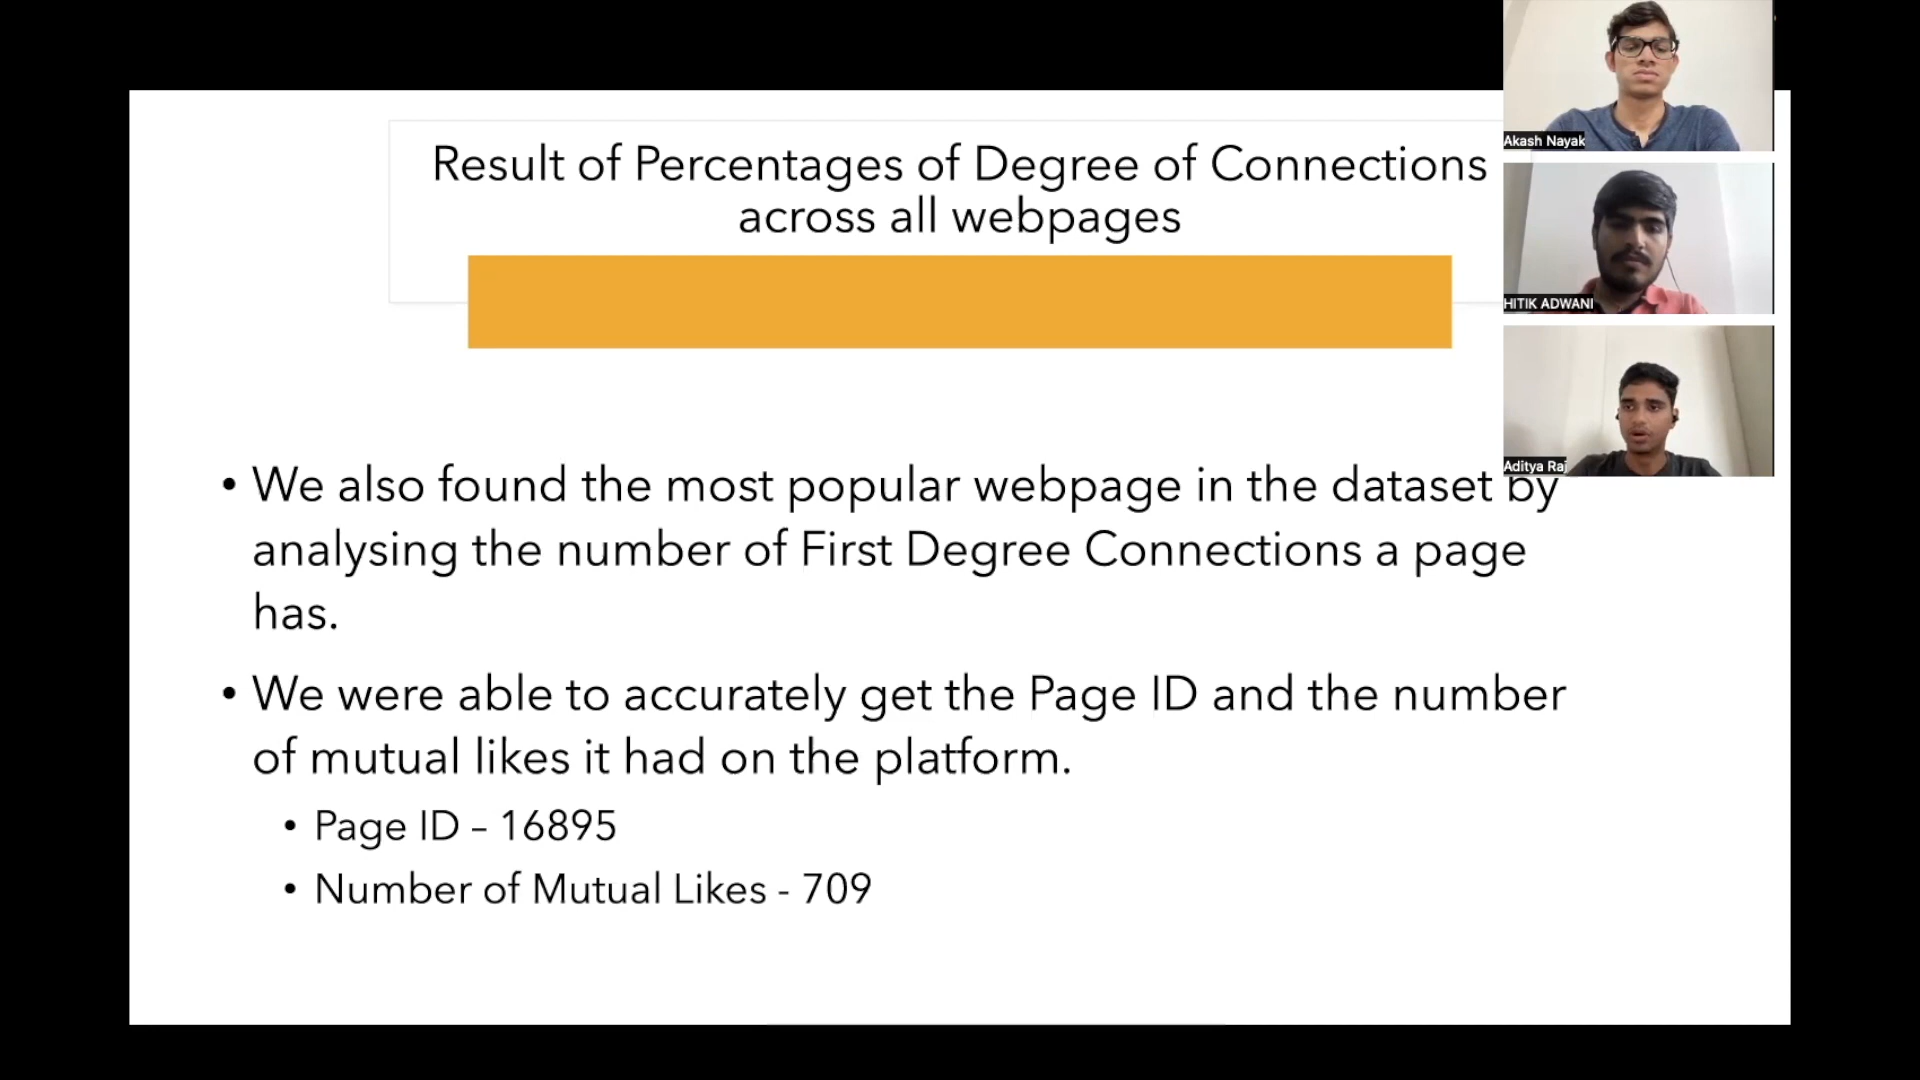 Result of Percentages of Degree of Connections
across all webpages
• We also found the most popular webpage in the dataset by
analysing the number of First Degree Connections a page
has.
• We were able to accurately get the Page ID and the number
of mutual likes it had on the platform.
• Page ID – 16895
• Number of Mutual Likes - 709
Akash Nayak
HITIK ADWANI
Aditya Raj